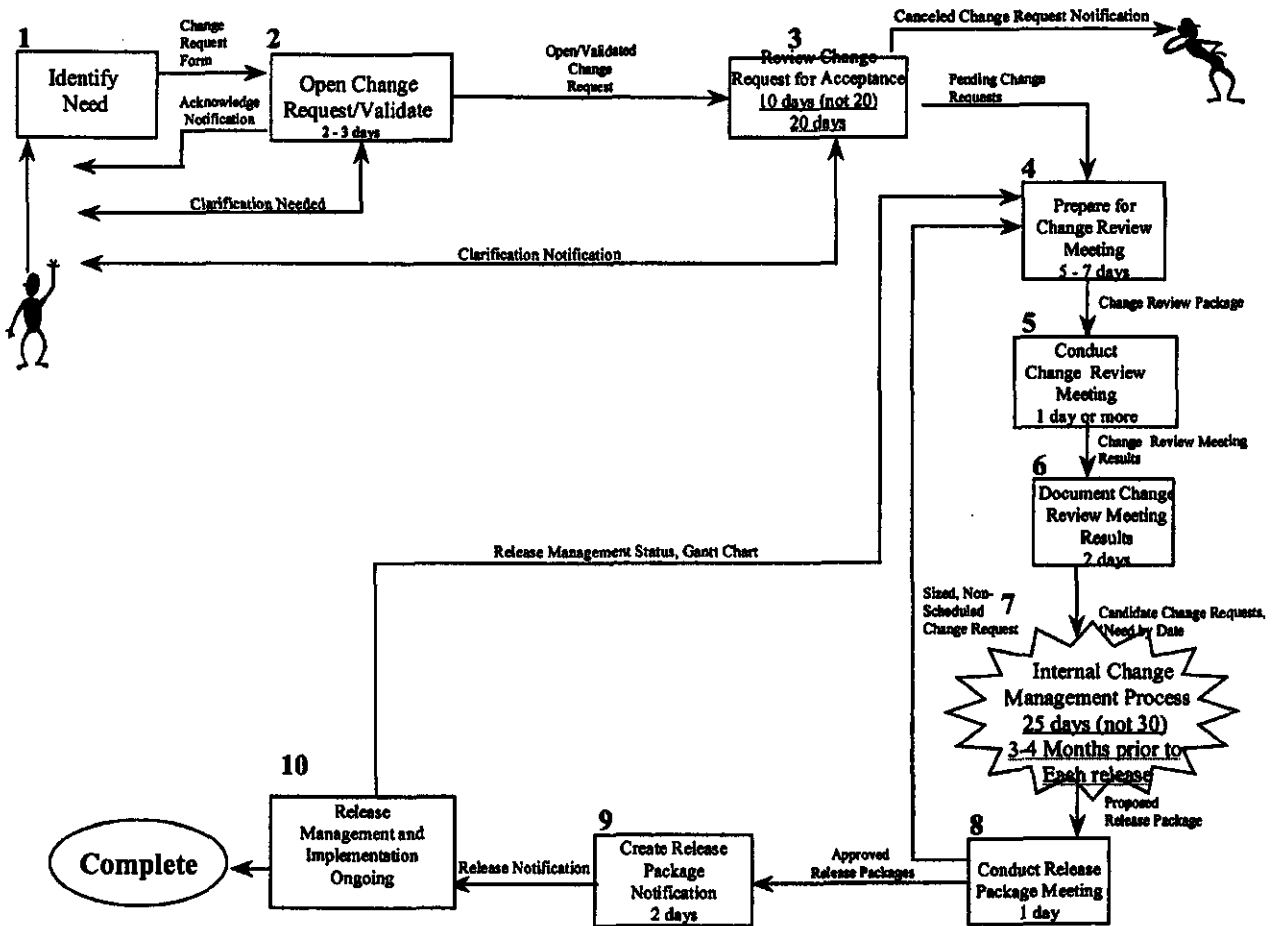 1
Identify
Need
Change
Request
Form
Acknowledge
Notification
2
Open Change
Request/Validate
2 - 3 days
Open/Validated
Change
Request
3
Review Change
Request for Acceptance
10 days (not 20)
20 days
Canceled Change Request Notification
Pending Change
Requests
Clarification Needed
Clarification Notification
4
Prepare for
Change Review
Meeting
5 - 7 days
Change Review Package
5
Conduct
Change Review
Meeting
1 day or more
Change Review Meeting
Results
6
Document Change
Review Meeting
Results
2 days
Release Management Status, Gantt Chart
Sized, Non-
Scheduled
Change Request
7
Candidate Change Requests,
'Need by Date
Internal Change
Management Process
25 days (not 30)
3-4 Months prior to
Each release
Proposed
Release Package
8
Conduct Release
Package Meeting
1 day
Approved
Release Packages
9
Create Release
Package
Notification
2 days
Release Notification
10
Release
Management and
Implementation
Ongoing
Complete